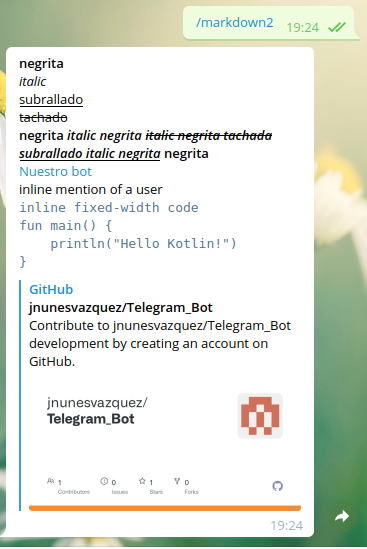 /markdown2
19:24
negrita
italic
subrallado
tachado
negrita italic negrita italic negrita tachada
subrallado italic negrita negrita
Nuestro bot
inline mention of a user
inline fixed-width code
fun main() {
    println("Hello Kotlin!")
}
GitHub
jnunesvazquez/Telegram_Bot
Contribute to jnunesvazquez/Telegram_Bot
development by creating an account on
GitHub.
jnunesvazquez/
Telegram_Bot
1 0 1 0
Contributors Issues Stars Forks
19:24